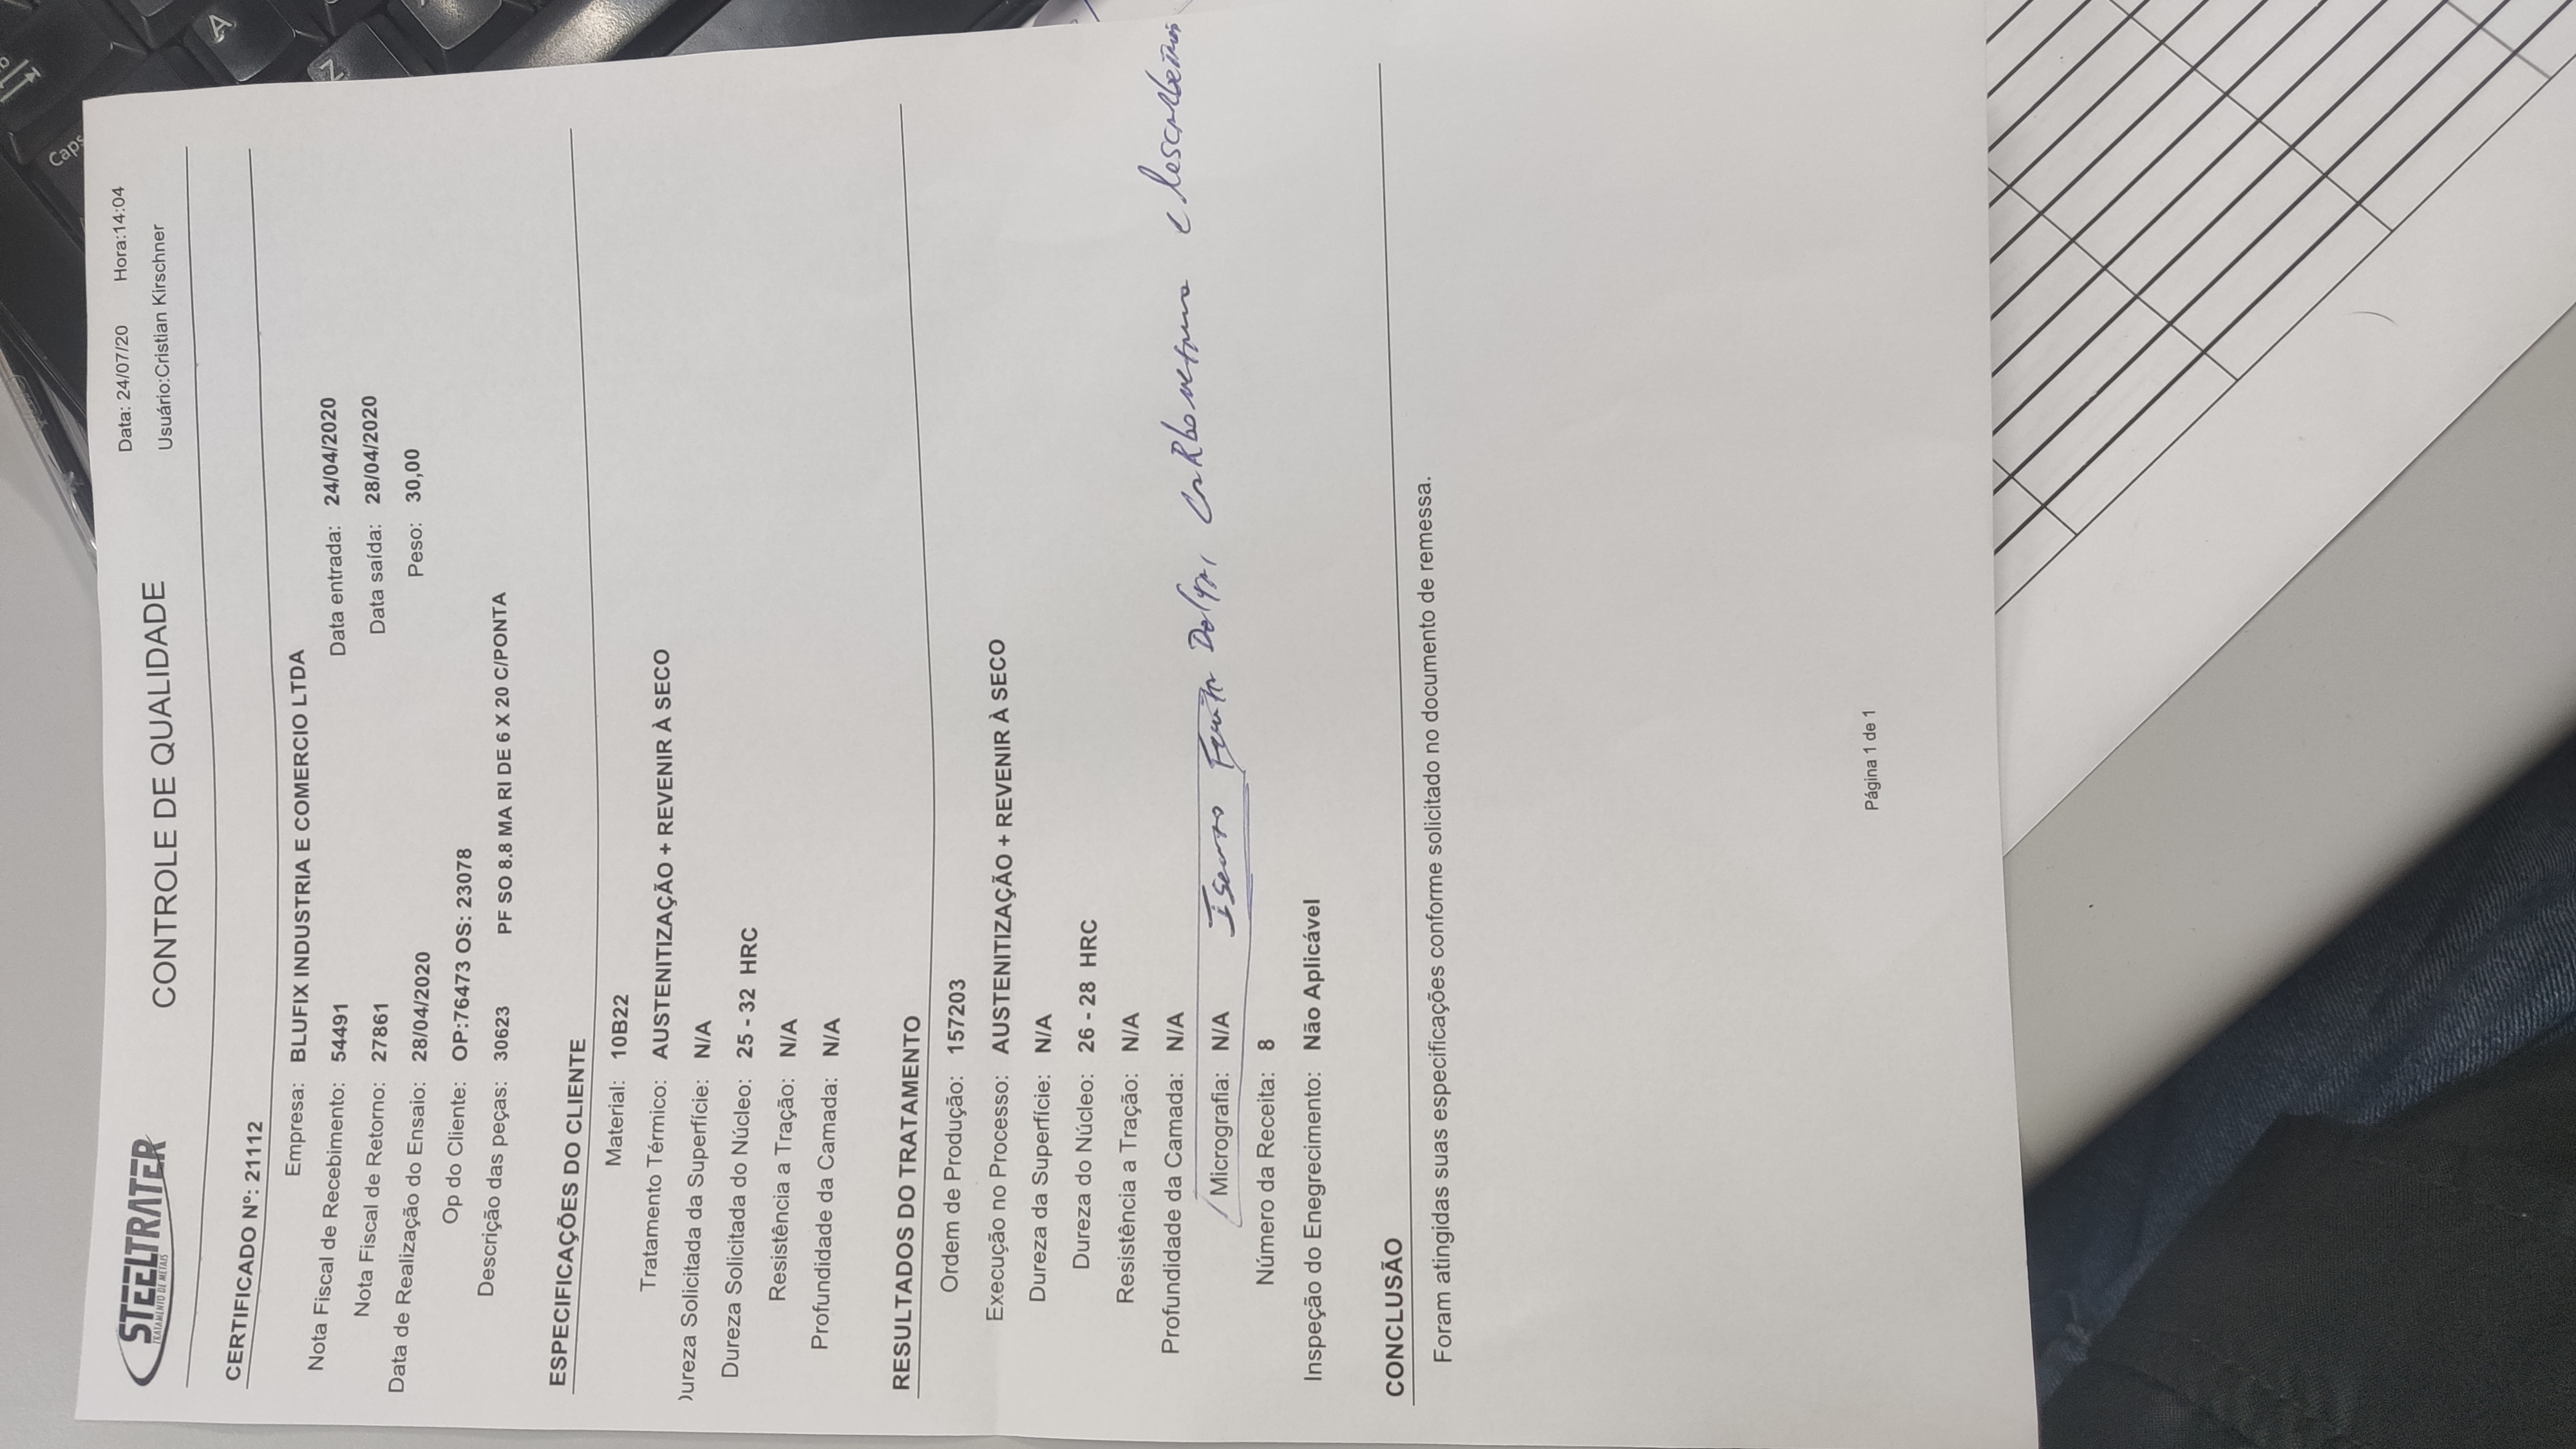 STEELTRATER
TRATAMENTO DE METAIS
CONTROLE DE QUALIDADE
Data: 24/07/20 Hora:14:04
Usuário:Cristian Kirschner
CERTIFICADO Nº: 21112
Empresa: BLUFIX INDUSTRIA E COMERCIO LTDA
Nota Fiscal de Recebimento: 54491 Data entrada: 24/04/2020
Nota Fiscal de Retorno: 27861 Data saída: 28/04/2020
Data de Realização do Ensaio: 28/04/2020 Peso: 30,00
Op do Cliente: OP:76473 OS: 23078
Descrição das peças: 30623 PF SO 8.8 MA RI DE 6 X 20 C/PONTA
ESPECIFICAÇÕES DO CLIENTE
Material: 10B22
Tratamento Térmico: AUSTENITIZAÇÃO + REVENIR À SECO
ureza Solicitada da Superfície: N/A
Dureza Solicitada do Núcleo: 25 - 32 HRC
Resistência a Tração: N/A
Profundidade da Camada: N/A
RESULTADOS DO TRATAMENTO
Ordem de Produção: 157203
Execução no Processo: AUSTENITIZAÇÃO + REVENIR À SECO
Dureza da Superfície: N/A
Dureza do Núcleo: 26 - 28 HRC
Resistência a Tração: N/A
Profundidade da Camada: N/A
Micrografia: N/A Isento Ferrita Delta, e
Número da Receita: 8
Inspeção do Enegrecimento: Não Aplicável
CONCLUSÃO
Foram atingidas suas especificações conforme solicitado no documento de remessa.
Página 1 de 1
Caps
A
Z